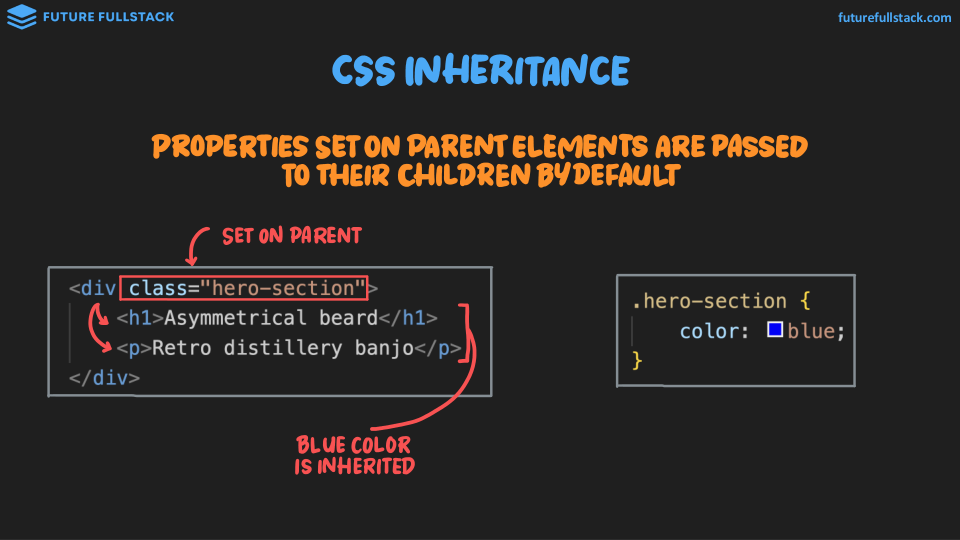 FUTURE FULLSTACK
futurefullstack.com
CSS INHERITANCE
PROPERTIES SET ON PARENT ELEMENTS ARE PASSED
TO THEIR CHILDREN BY DEFAULT
SET ON PARENT
<div class="hero-section">
<h1>Asymmetrical beard</h1>
<p>Retro distillery banjo</p>
</div>
.hero-section {
color: blue;
}
BLUE COLOR
IS INHERITED